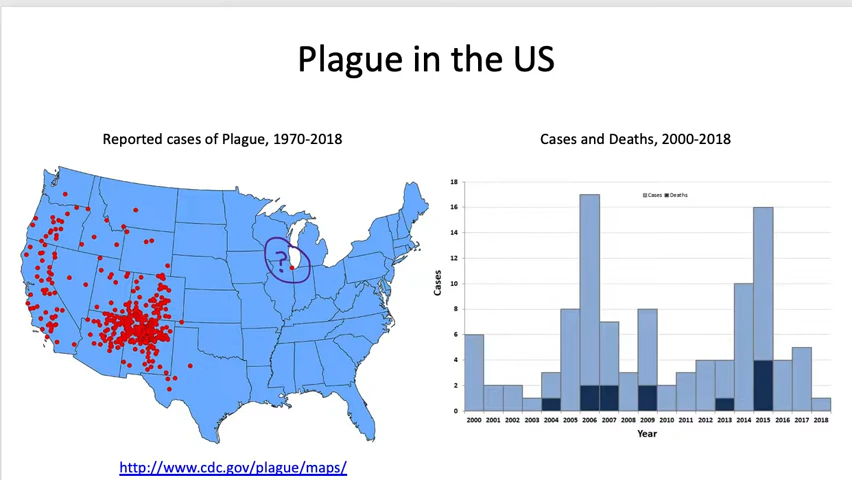 Plague in the US
Reported cases of Plague, 1970-2018
?
http://www.cdc.gov/plague/maps/
Cases and Deaths, 2000-2018
Cases Deaths
18
16
14
12
10
8
6
4
2
0
Cases
2000 2001 2002 2003 2004 2005 2006 2007 2008 2009 2010 2011 2012 2013 2014 2015 2016 2017 2018
Year